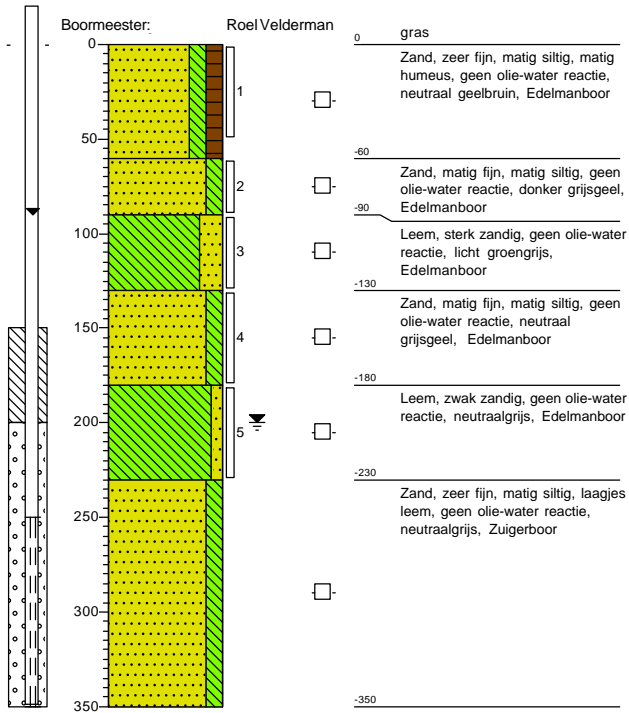 Boormeester: Roel Velderman
0
50
100
150
200
250
300
350
1
2
3
4
5
0 gras
Zand, zeer fijn, matig siltig, matig
humeus, geen olie-water reactie,
neutraal geelbruin, Edelmanboor
-60
Zand, matig fijn, matig siltig, geen
olie-water reactie, donker grijsgeel,
Edelmanboor
-90
Leem, sterk zandig, geen olie-water
reactie, licht groengrijs,
Edelmanboor
-130
Zand, matig fijn, matig siltig, geen
olie-water reactie, neutraal
grijsgeel, Edelmanboor
-180
Leem, zwak zandig, geen olie-water
reactie, neutraalgrijs, Edelmanboor
-230
Zand, zeer fijn, matig siltig, laagjes
leem, geen olie-water reactie,
neutraalgrijs, Zuigerboor
-350